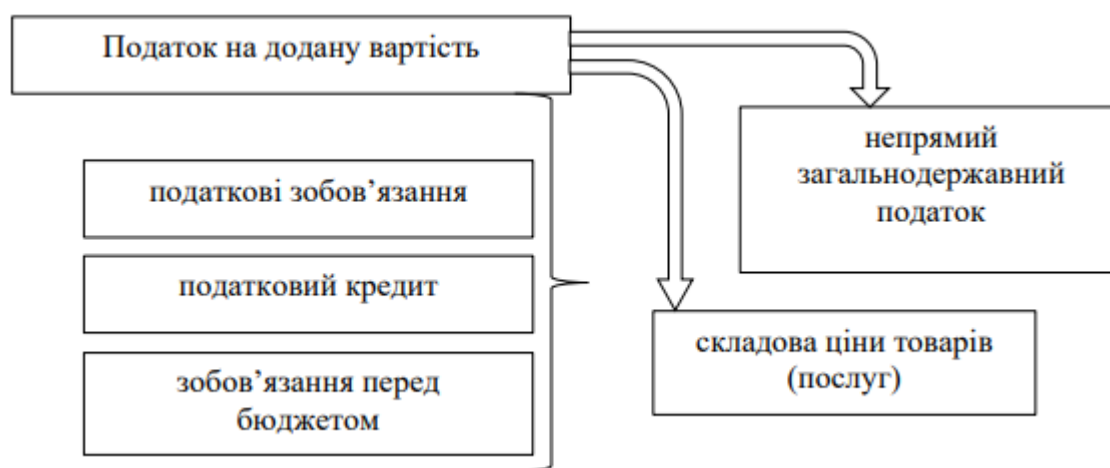 Податок на додану вартість
непрямий
загальнодержавний
податок
податкові зобов’язання
податковий кредит
складова ціни товарів
(послуг)
зобов’язання перед
бюджетом